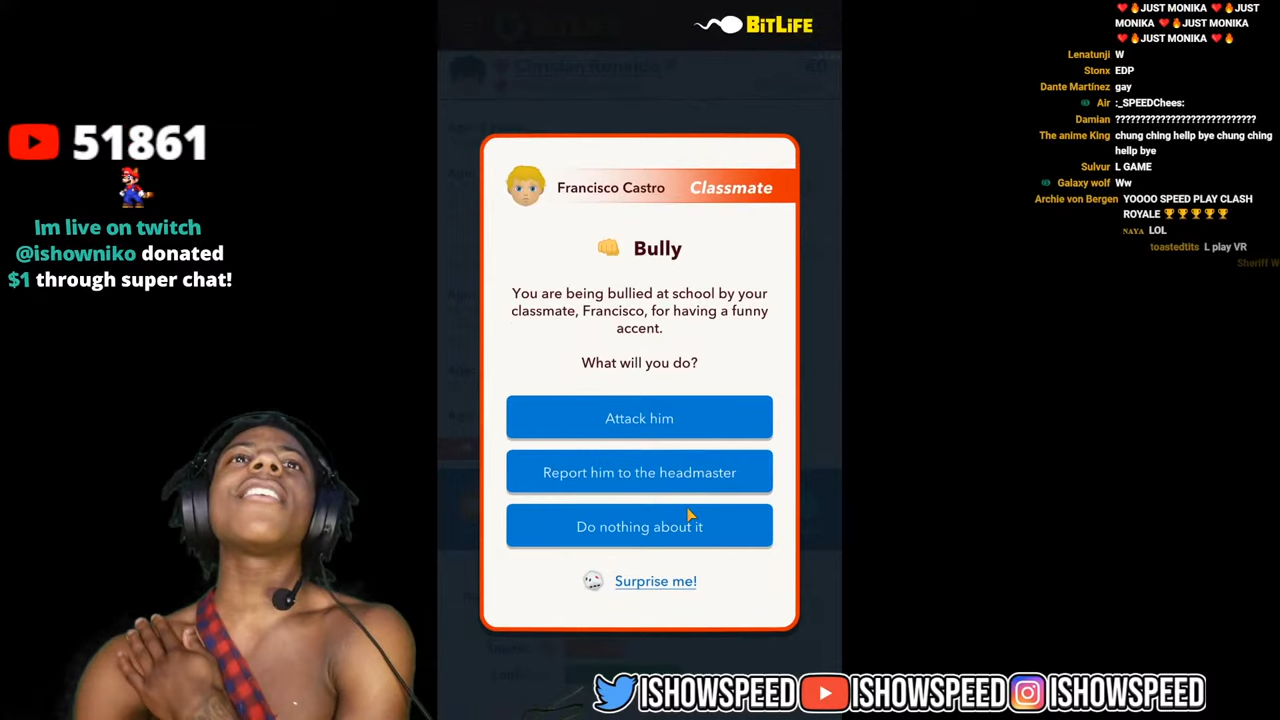 BITLIFE
51861
Im live on twitch
@ishowniko donated
$1 through super chat!
Francisco Castro
Classmate
Bully
You are being bullied at school by your
classmate, Francisco, for having a funny
accent.
What will you do?
Attack him
Report him to the headmaster
Do nothing about it
Surprise me!
❤️🔥JUST MONIKA ❤️🔥JUST
MONIKA ❤️🔥JUST MONIKA
❤️🔥JUST MONIKA ❤️🔥
Lenatunji W
Stonx EDP
Dante Martínez gay
Air :_SPEEDChees:
Damian ????????????????????????????
The anime King chung ching hellp bye chung ching
hellp bye
Sulvur L GAME
Galaxy wolf Ww
Archie von Bergen YOOOO SPEED PLAY CLASH
ROYALE 🏆🏆🏆🏆🏆
NAYA LOL
toastedtits L play VR
Sheriff W
ISHOWSPEED
ISHOWSPEED
ISHOWSPEED